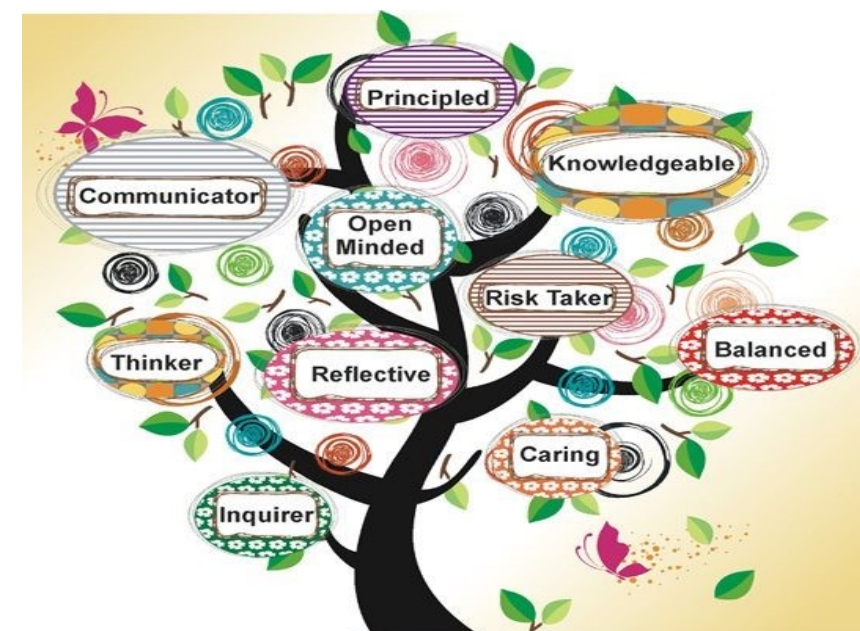 Principled
Knowledgeable
Communicator
Open
Minded
Risk Taker
Balanced
Thinker
Reflective
Caring
Inquirer